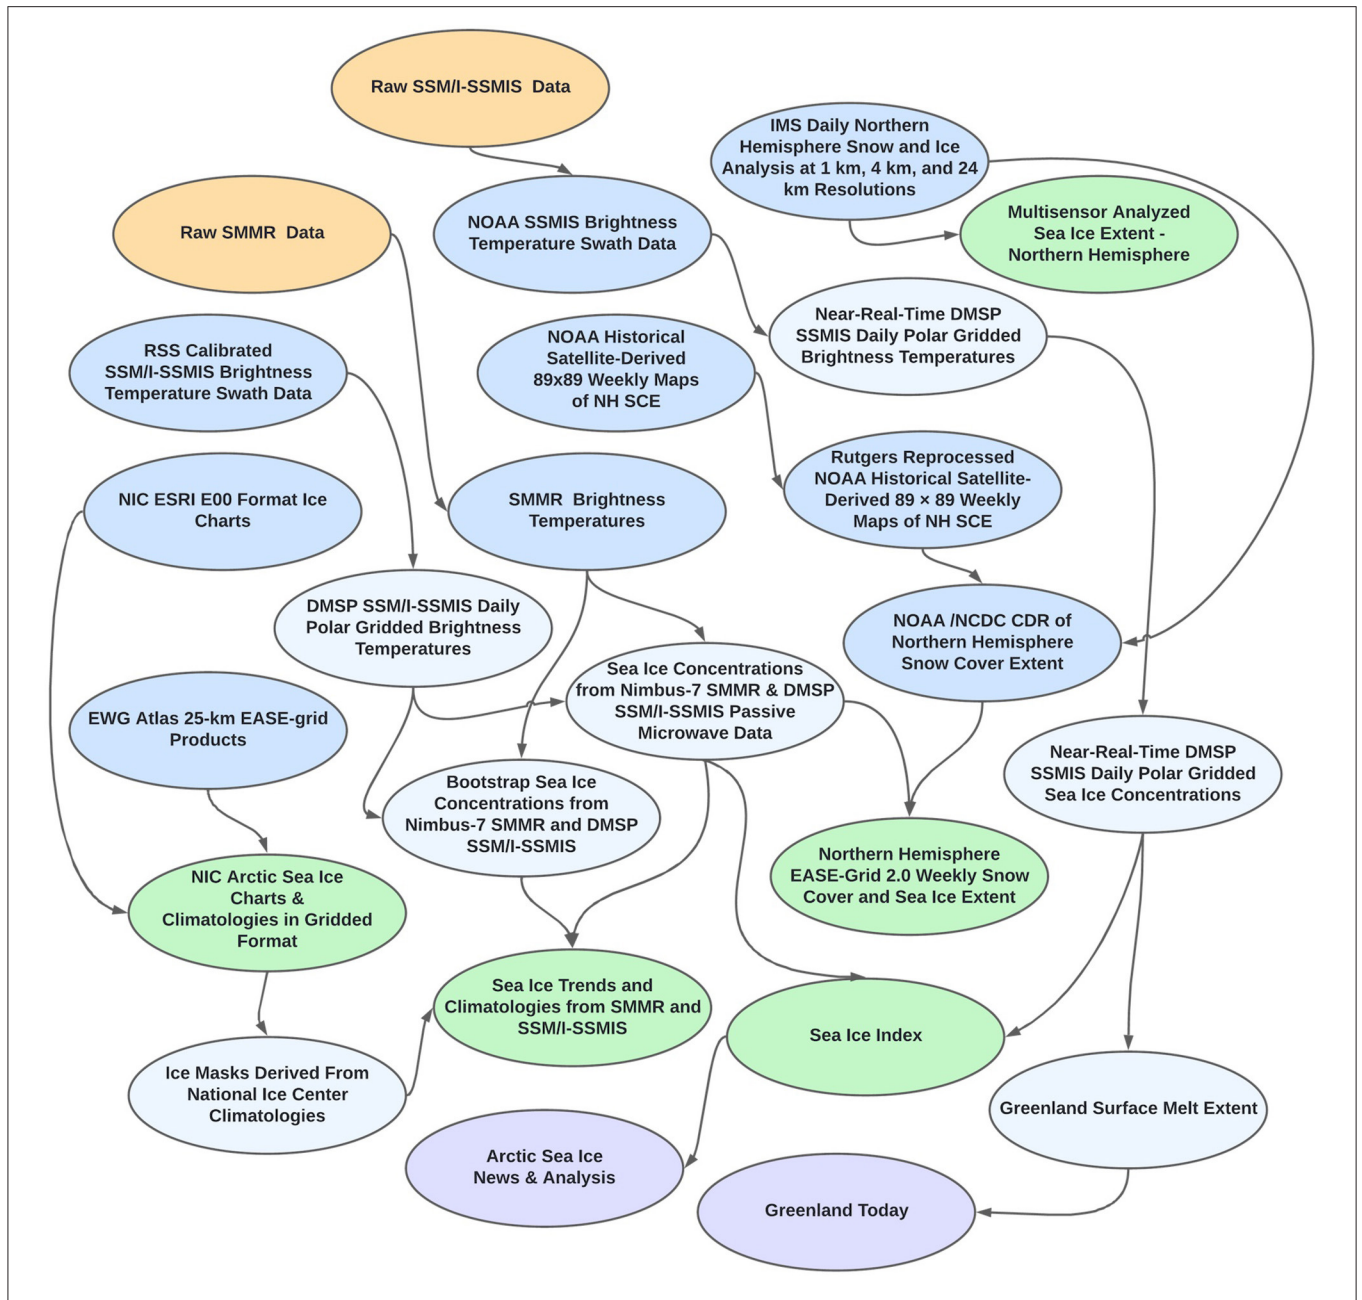 Raw SSM/I-SSMIS  Data
IMS Daily Northern
Hemisphere Snow and Ice
Analysis at 1 km, 4 km, and 24
km Resolutions
Raw SMMR  Data
NOAA SSMIS Brightness
Temperature Swath Data
Multisensor Analyzed
Sea Ice Extent -
Northern Hemisphere
RSS Calibrated
SSM/I-SSMIS Brightness
Temperature Swath Data
NOAA Historical
Satellite-Derived
89x89 Weekly Maps
of NH SCE
Near-Real-Time DMSP
SSMIS Daily Polar Gridded
Brightness Temperatures
NIC ESRI E00 Format Ice
Charts
SMMR  Brightness
Temperatures
Rutgers Reprocessed
NOAA Historical Satellite-
Derived 89 × 89 Weekly
Maps of NH SCE
DMSP SSM/I-SSMIS Daily
Polar Gridded Brightness
Temperatures
Sea Ice Concentrations
from Nimbus-7 SMMR & DMSP
SSM/I-SSMIS Passive
Microwave Data
NOAA /NCDC CDR of
Northern Hemisphere
Snow Cover Extent
EWG Atlas 25-km EASE-grid
Products
Bootstrap Sea Ice
Concentrations from
Nimbus-7 SMMR and DMSP
SSM/I-SSMIS
Near-Real-Time DMSP
SSMIS Daily Polar Gridded
Sea Ice Concentrations
NIC Arctic Sea Ice
Charts &
Climatologies in Gridded
Format
Northern Hemisphere
EASE-Grid 2.0 Weekly Snow
Cover and Sea Ice Extent
Sea Ice Trends and
Climatologies from SMMR and
SSM/I-SSMIS
Sea Ice Index
Ice Masks Derived From
National Ice Center
Climatologies
Greenland Surface Melt Extent
Arctic Sea Ice
News & Analysis
Greenland Today